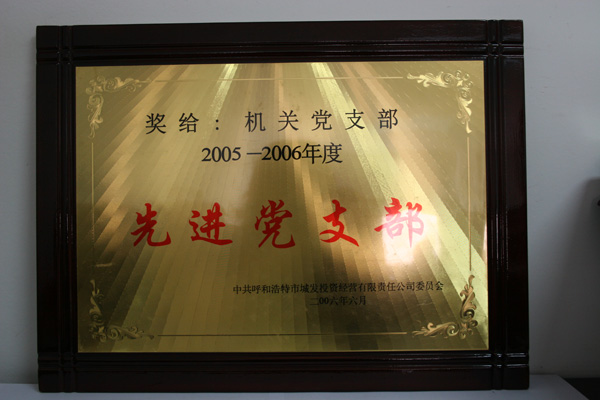 奖给：机关党支部
2005－2006年度
先进党支部
中共呼和浩特市城发投资经营有限责任公司委员会
二00六年六月